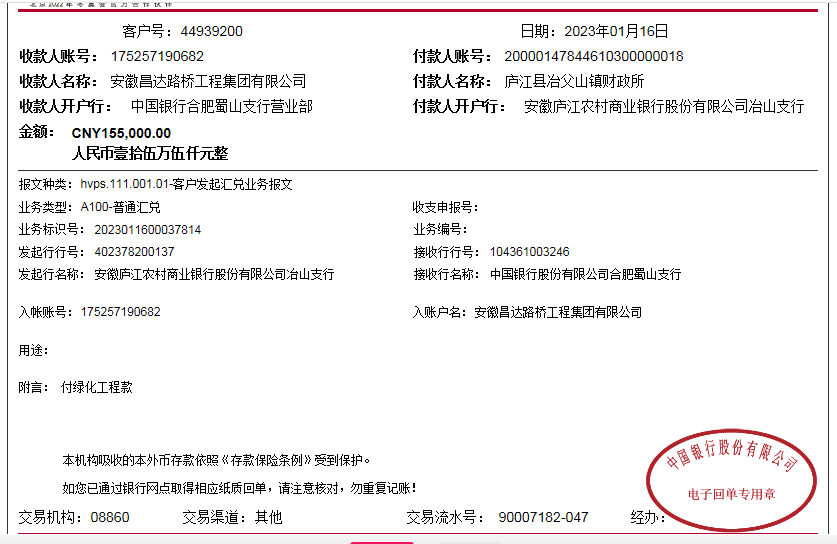 北京2022年冬奥会官方合作伙伴
客户号：44939200 日期：2023年01月16日
收款人账号： 175257190682 付款人账号： 20000147844610300000018
收款人名称： 安徽昌达路桥工程集团有限公司 付款人名称： 庐江县冶父山镇财政所
收款人开户行： 中国银行合肥蜀山支行营业部 付款人开户行： 安徽庐江农村商业银行股份有限公司冶山支行
金额： CNY155,000.00
人民币壹拾伍万伍仟元整
报文种类：hvps.111.001.01-客户发起汇兑业务报文
业务类型：A100-普通汇兑 收支申报号：
业务标识号： 2023011600037814 业务编号：
发起行行号： 402378200137 接收行行号： 104361003246
发起行名称： 安徽庐江农村商业银行股份有限公司冶山支行 接收行名称： 中国银行股份有限公司合肥蜀山支行
入帐账号：175257190682 入账户名：安徽昌达路桥工程集团有限公司
用途：
附言： 付绿化工程款
本机构吸收的本外币存款依照《存款保险条例》受到保护。
如您已通过银行网点取得相应纸质回单，请注意核对，勿重复记账！
中国银行股份有限公司
电子回单专用章
交易机构：08860 交易渠道：其他 交易流水号： 90007182-047 经办：